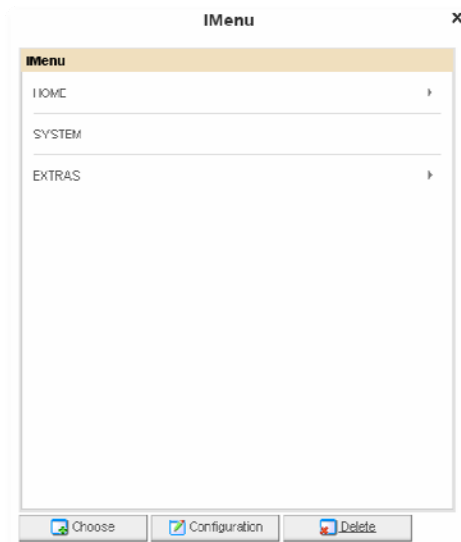 IMenu
x
IMenu
HOME
SYSTEM
EXTRAS
Choose Configuration Delete